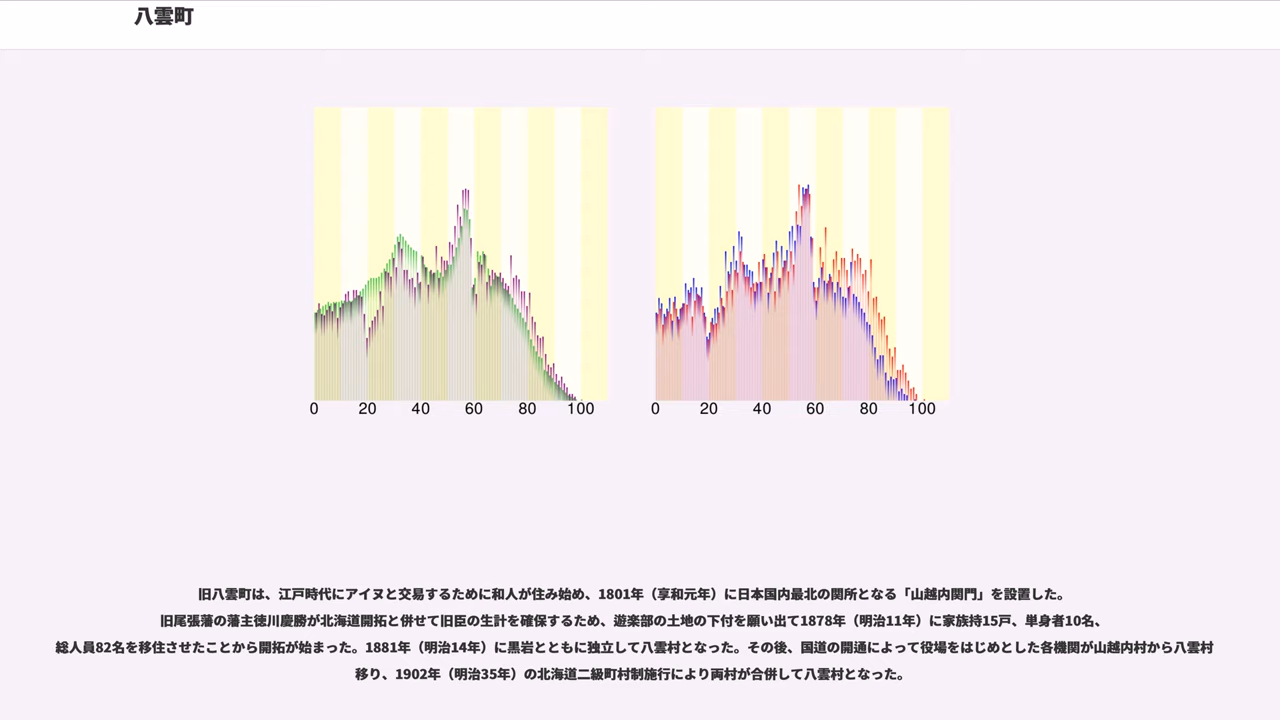 八雲町
0 20 40 60 80 100
0 20 40 60 80 100
旧八雲町は、江戸時代にアイヌと交易するために和人が住み始め、1801年（享和元年）に日本国内最北の関所となる「山越内関門」を設置した。
旧尾張藩の藩主徳川慶勝が北海道開拓と併せて旧臣の生計を確保するため、遊楽部の土地の下付を願い出て1878年（明治11年）に家族持15戸、単身者10名、
総人員82名を移住させたことから開拓が始まった。1881年（明治14年）に黒岩とともに独立して八雲村となった。その後、国道の開通によって役場をはじめとした各機関が山越内村から八雲村
移り、1902年（明治35年）の北海道二級町村制施行により両村が合併して八雲村となった。